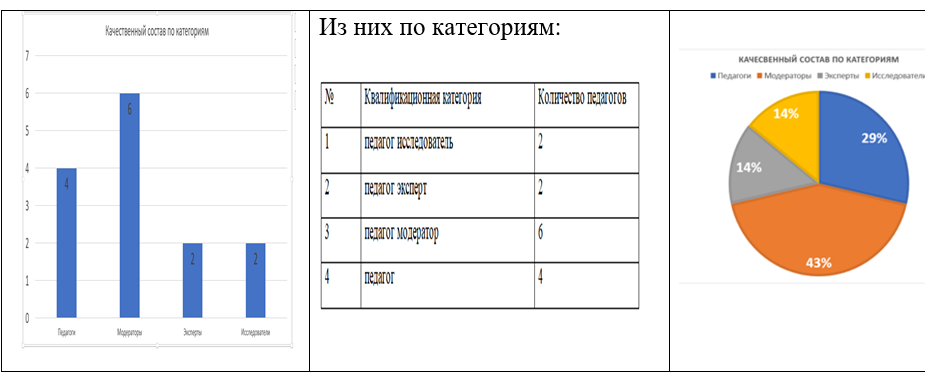 Качественный состав по категориям
7
6
5
4
3
2
1
0
4
6
2
2
Педагоги Модераторы Эксперты Исследователи
Из них по категориям:
№ Квалификационная категория Количество педагогов
1 педагог исследователь 2
2 педагог эксперт 2
3 педагог модератор 6
4 педагог 4
КАЧЕСВЕННЫЙ СОСТАВ ПО КАТЕГОРИЯМ
Педагоги Модераторы Эксперты Исследователи
14%
29%
14%
43%